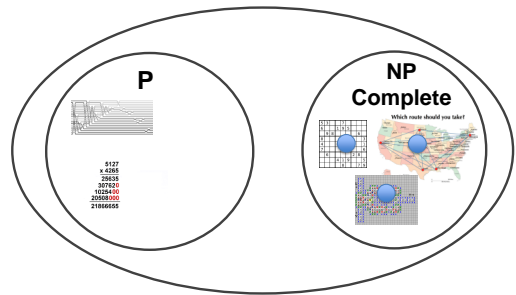 P
5127
x 4265
25635
307620
1025400
20508000
21866655
NP
Complete
Which route should you take?